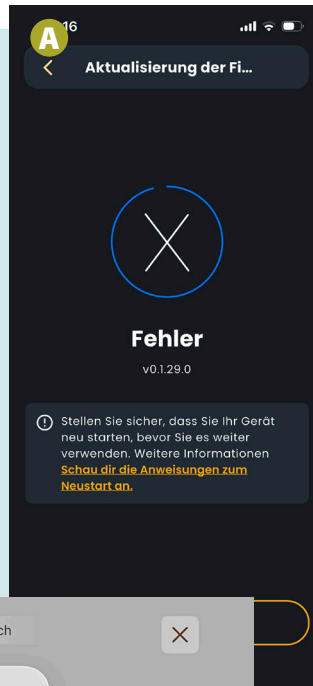 A
16
Aktualisierung der Fi...
Fehler
v0.1.29.0
Stellen Sie sicher, dass Sie Ihr Gerät
neu starten, bevor Sie es weiter
verwenden. Weitere Informationen
Schau dir die Anweisungen zum
Neustart an.
ch